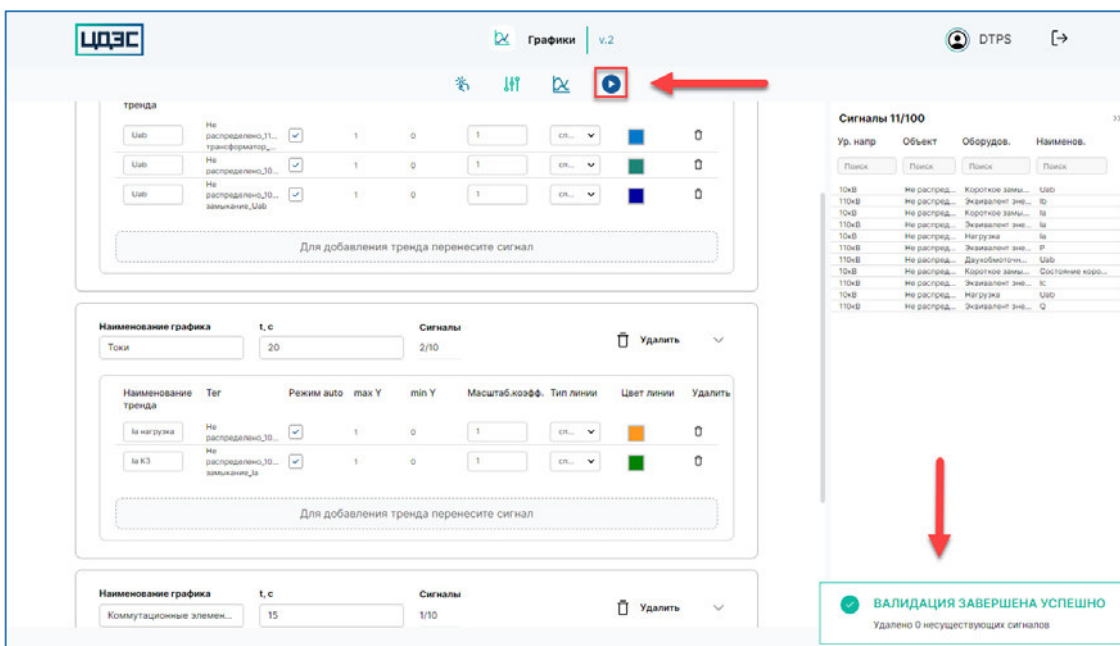 ЦДЭС
Графики v.2
DTPS
тренда
Uab Не распределено_11... трансформатор_... 1 0 1 сп...
Uab Не распределено_10... 1 0 1 сп...
Uab Не распределено_10... замыкание_Uab 1 0 1 сп...
Для добавления тренда перенесите сигнал
Наименование графика t, c Сигналы
Токи 20 2/10 Удалить
Наименование тренда Тег Режим auto max Y min Y Масштаб.коэфф. Тип линии Цвет линии Удалить
Ia нагрузка Не распределено_10... 1 0 1 сп...
Ia КЗ Не распределено_10... замыкание_Ia 1 0 1 сп...
Для добавления тренда перенесите сигнал
Наименование графика t, c Сигналы
Коммутационные элемен... 15 1/10 Удалить
Сигналы 11/100
Ур. напр Объект Оборудов. Наименов.
Поиск Поиск Поиск Поиск
10кВ Не распред... Короткое замы... Uab
110кВ Не распред... Эквивалент эне... Ib
10кВ Не распред... Короткое замы... Ia
110кВ Не распред... Эквивалент эне... Ia
10кВ Не распред... Нагрузка Ia
110кВ Не распред... Эквивалент эне... P
110кВ Не распред... Двухобмоточн... Uab
10кВ Не распред... Короткое замы... Состояние коро...
110кВ Не распред... Эквивалент эне... Ic
10кВ Не распред... Нагрузка Uab
110кВ Не распред... Эквивалент эне... Q
ВАЛИДАЦИЯ ЗАВЕРШЕНА УСПЕШНО
Удалено 0 несуществующих сигналов